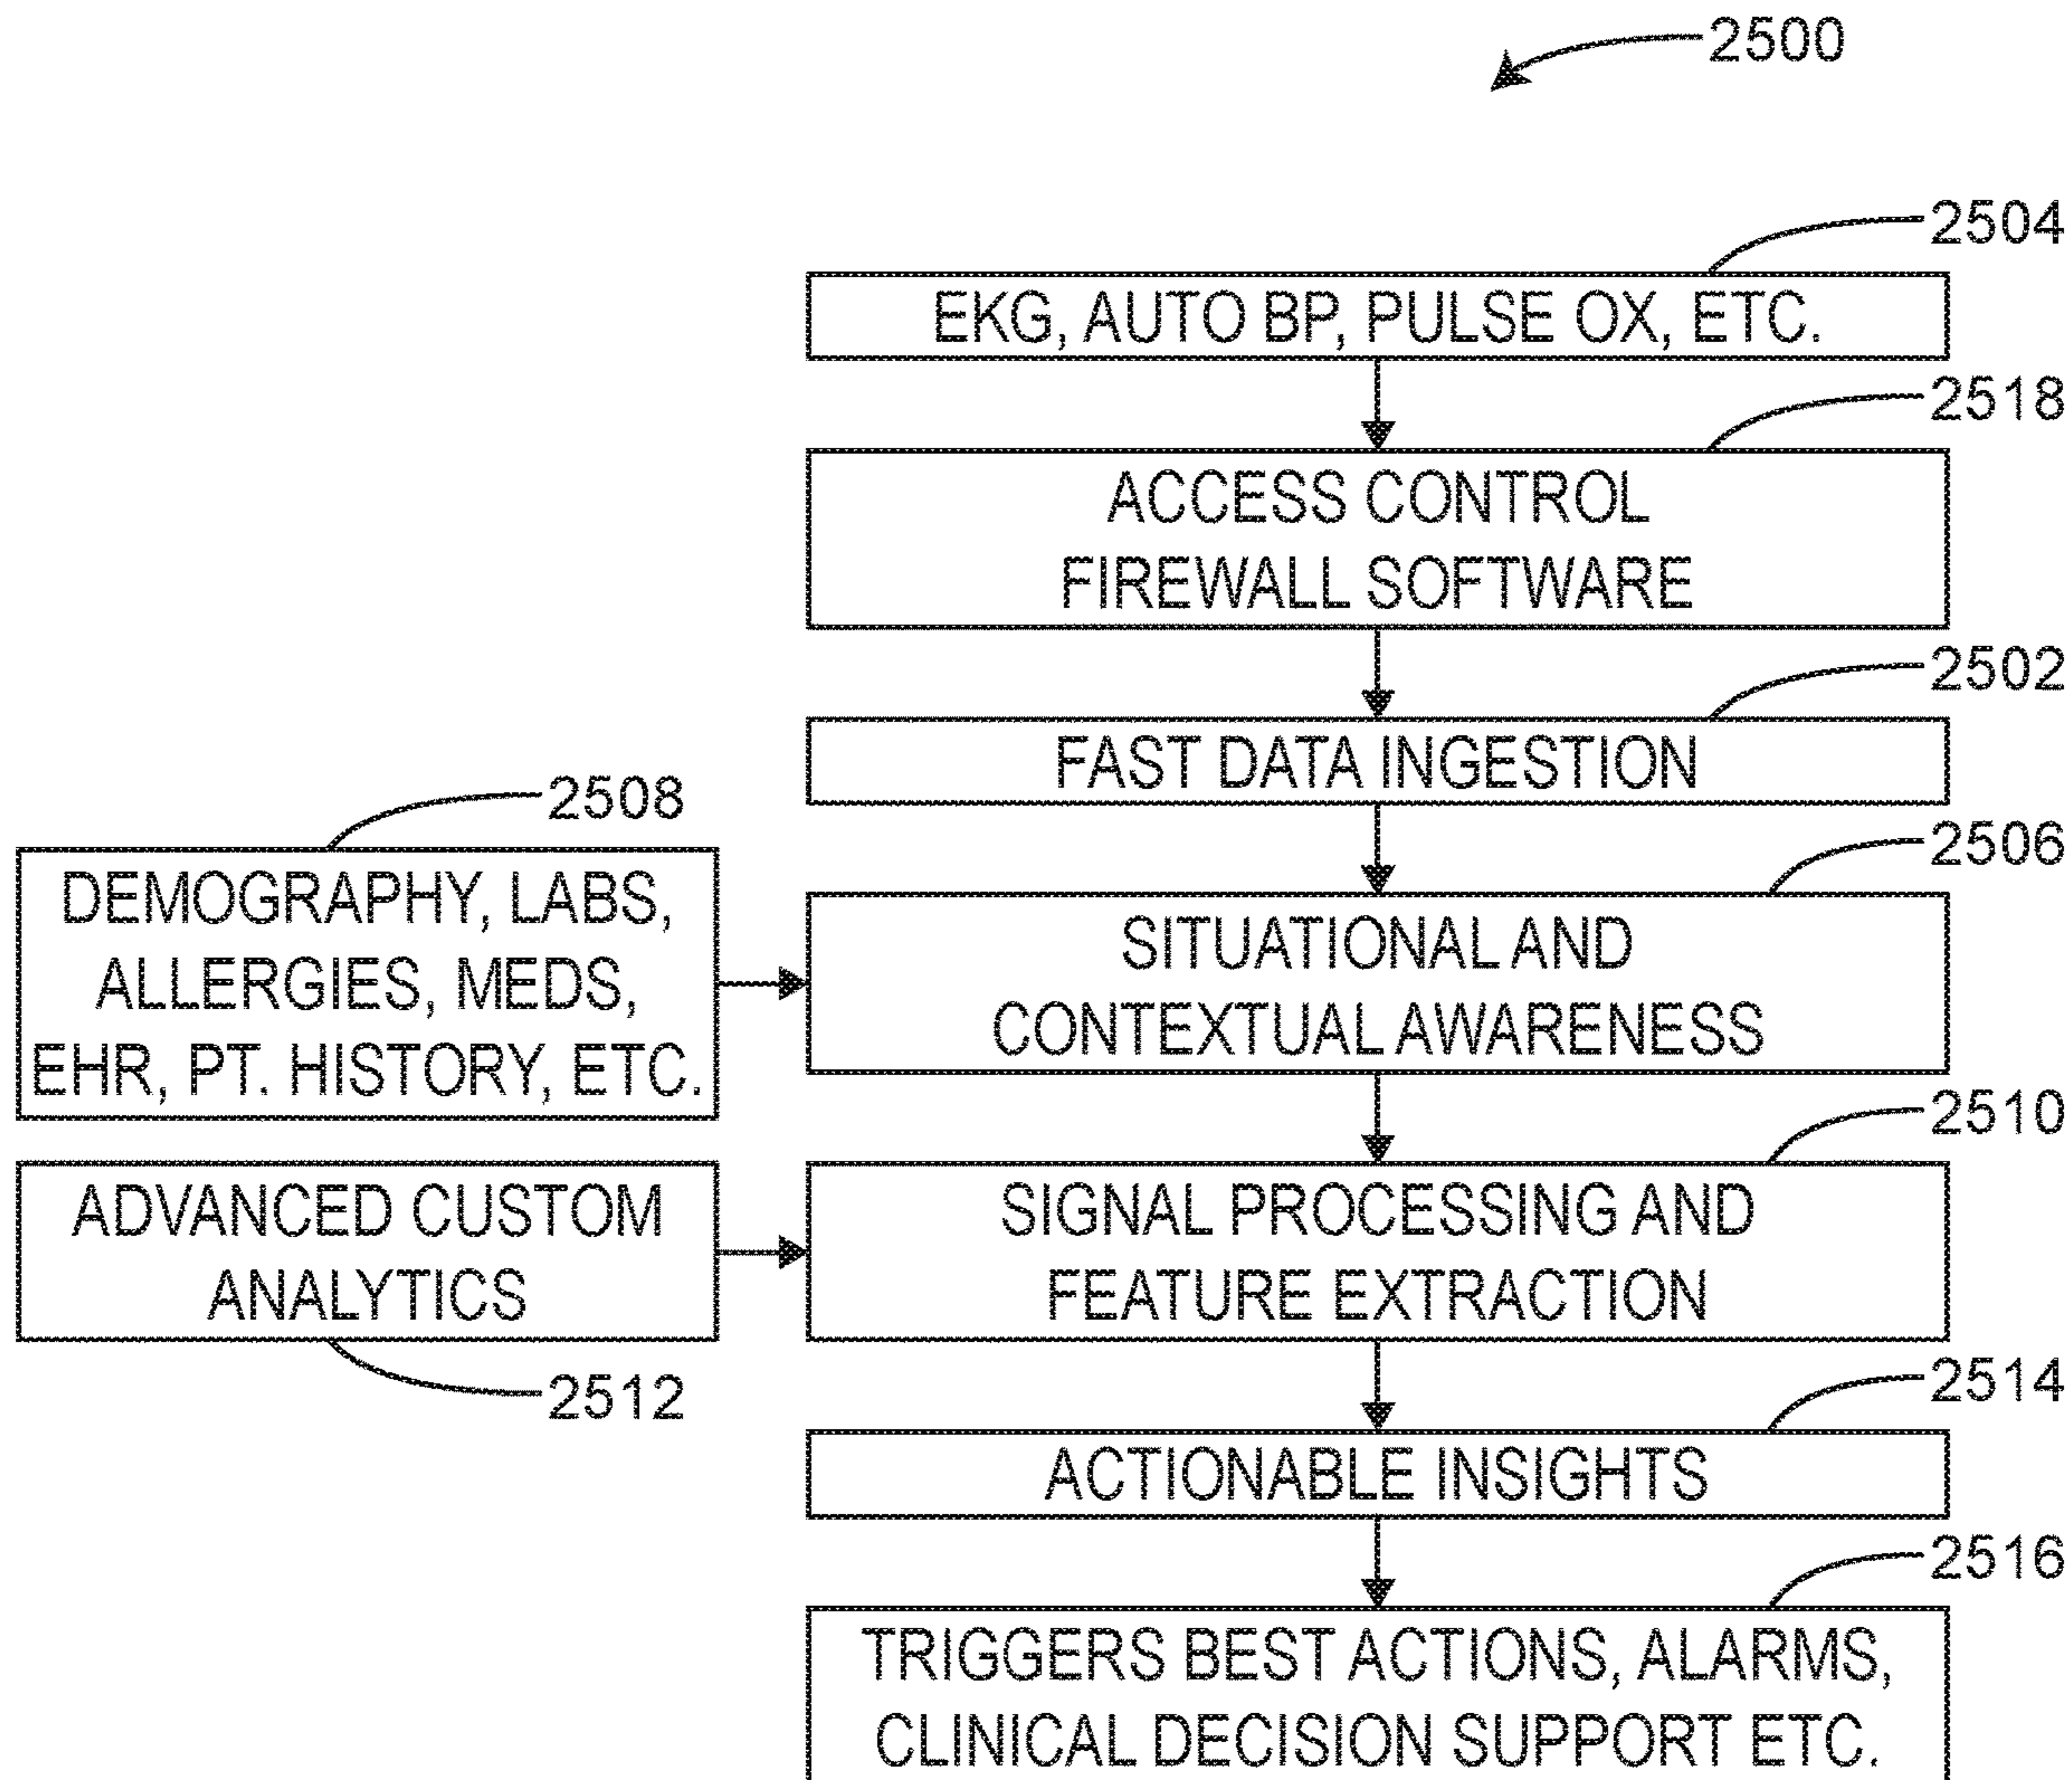 2500
2504
EKG, AUTO BP, PULSE OX, ETC.
2518
ACCESS CONTROL
FIREWALL SOFTWARE
2502
FAST DATA INGESTION
2508
DEMOGRAPHY, LABS,
ALLERGIES, MEDS,
EHR, PT. HISTORY, ETC.
2506
SITUATIONAL AND
CONTEXTUAL AWARENESS
2510
ADVANCED CUSTOM
ANALYTICS
2512
SIGNAL PROCESSING AND
FEATURE EXTRACTION
2514
ACTIONABLE INSIGHTS
2516
TRIGGERS BEST ACTIONS, ALARMS,
CLINICAL DECISION SUPPORT ETC.